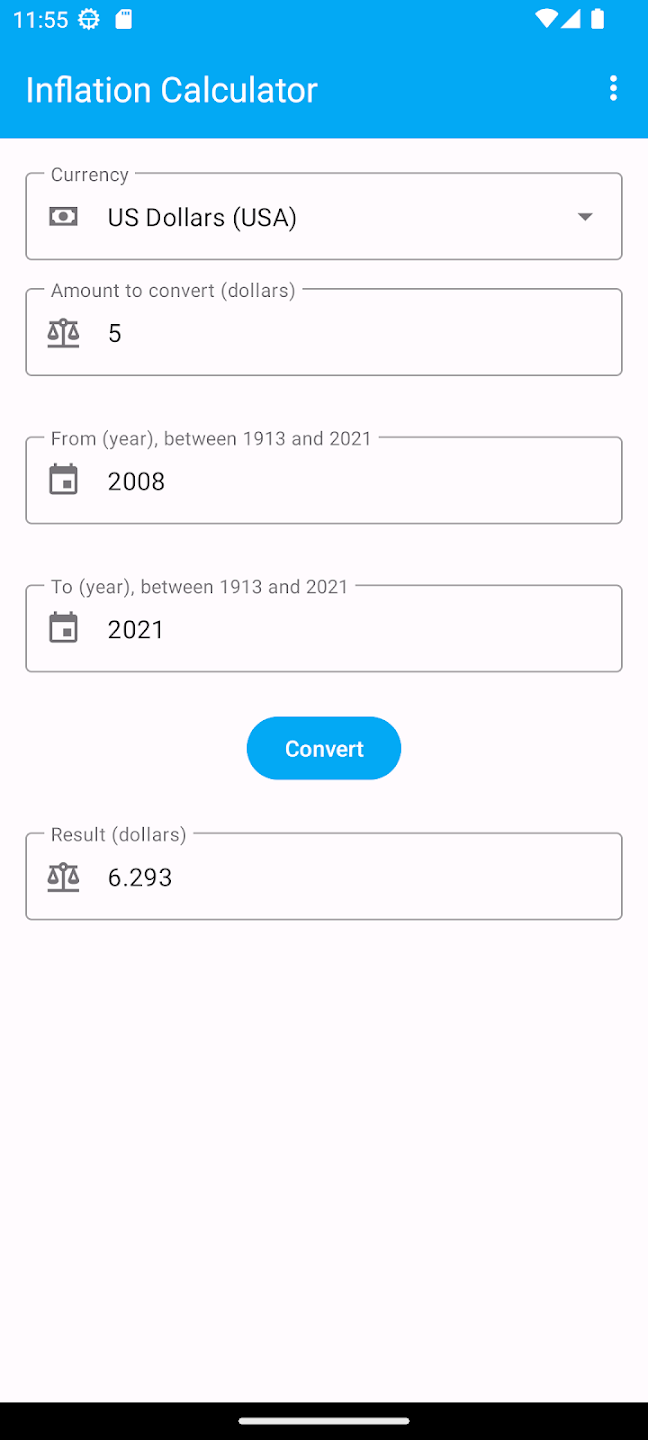 11:55
Inflation Calculator
Currency
US Dollars (USA)
Amount to convert (dollars)
5
From (year), between 1913 and 2021
2008
To (year), between 1913 and 2021
2021
Convert
Result (dollars)
6.293